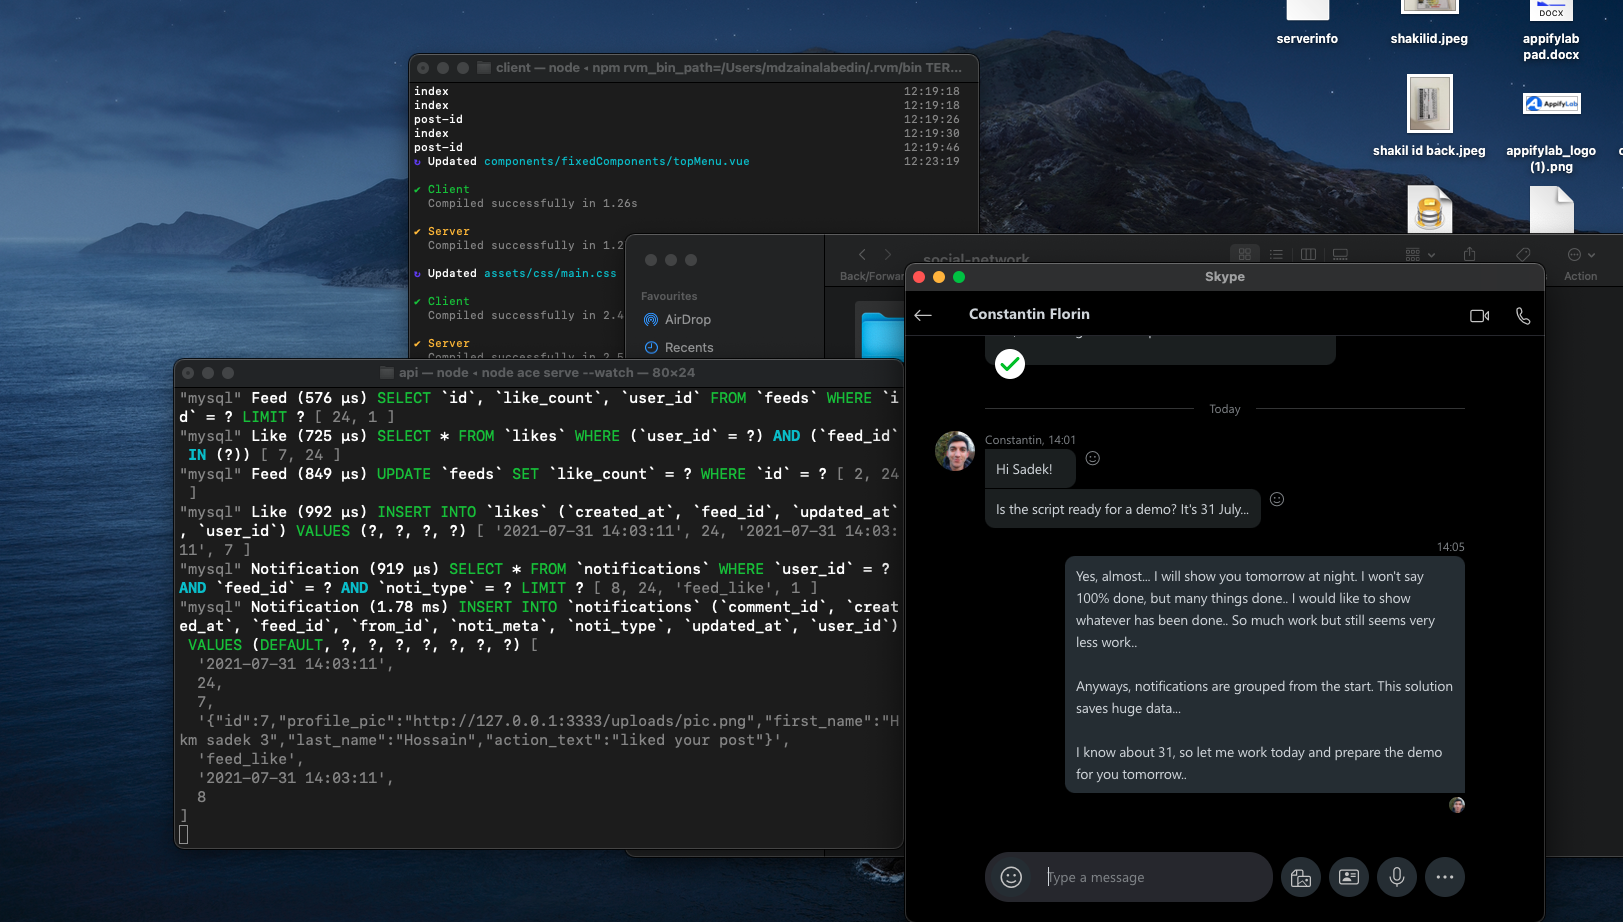 serverinfo
shakilid.jpeg
DOCX
appifylab
pad.docx
AppifyLab
shakil id back.jpeg
appifylab_logo
(1).png
client — node ◂ npm rvm_bin_path=/Users/mdzainalabedin/.rvm/bin TER...
index 12:19:18
index 12:19:18
post-id 12:19:26
index 12:19:30
post-id 12:19:46
↻ Updated components/fixedComponents/topMenu.vue 12:23:19
✔ Client
Compiled successfully in 1.26s
✔ Server
Compiled successfully in 1.2
↻ Updated assets/css/main.css
✔ Client
Compiled successfully in 2.4
✔ Server
Compiled successfully in 2.5
social-network
Back/Forwar
Action
Favourites
AirDrop
Recents
api — node ◂ node ace serve --watch — 80×24
"mysql" Feed (576 μs) SELECT `id`, `like_count`, `user_id` FROM `feeds` WHERE `i
d` = ? LIMIT ? [ 24, 1 ]
"mysql" Like (725 μs) SELECT * FROM `likes` WHERE (`user_id` = ?) AND (`feed_id`
IN (?)) [ 7, 24 ]
"mysql" Feed (849 μs) UPDATE `feeds` SET `like_count` = ? WHERE `id` = ? [ 2, 24
]
"mysql" Like (992 μs) INSERT INTO `likes` (`created_at`, `feed_id`, `updated_at`
, `user_id`) VALUES (?, ?, ?, ?) [ '2021-07-31 14:03:11', 24, '2021-07-31 14:03:
11', 7 ]
"mysql" Notification (919 μs) SELECT * FROM `notifications` WHERE `user_id` = ?
AND `feed_id` = ? AND `noti_type` = ? LIMIT ? [ 8, 24, 'feed_like', 1 ]
"mysql" Notification (1.78 ms) INSERT INTO `notifications` (`comment_id`, `creat
ed_at`, `feed_id`, `from_id`, `noti_meta`, `noti_type`, `updated_at`, `user_id`)
VALUES (DEFAULT, ?, ?, ?, ?, ?, ?, ?) [
'2021-07-31 14:03:11',
24,
7,
'{"id":7,"profile_pic":"http://127.0.0.1:3333/uploads/pic.png","first_name":"H
km sadek 3","last_name":"Hossain","action_text":"liked your post"}',
'feed_like',
'2021-07-31 14:03:11',
8
]
Skype
Constantin Florin
Today
Constantin, 14:01
Hi Sadek!
Is the script ready for a demo? It's 31 July...
14:05
Yes, almost... I will show you tomorrow at night. I won't say
100% done, but many things done.. I would like to show
whatever has been done.. So much work but still seems very
less work..
Anyways, notifications are grouped from the start. This solution
saves huge data...
I know about 31, so let me work today and prepare the demo
for you tomorrow..
Type a message